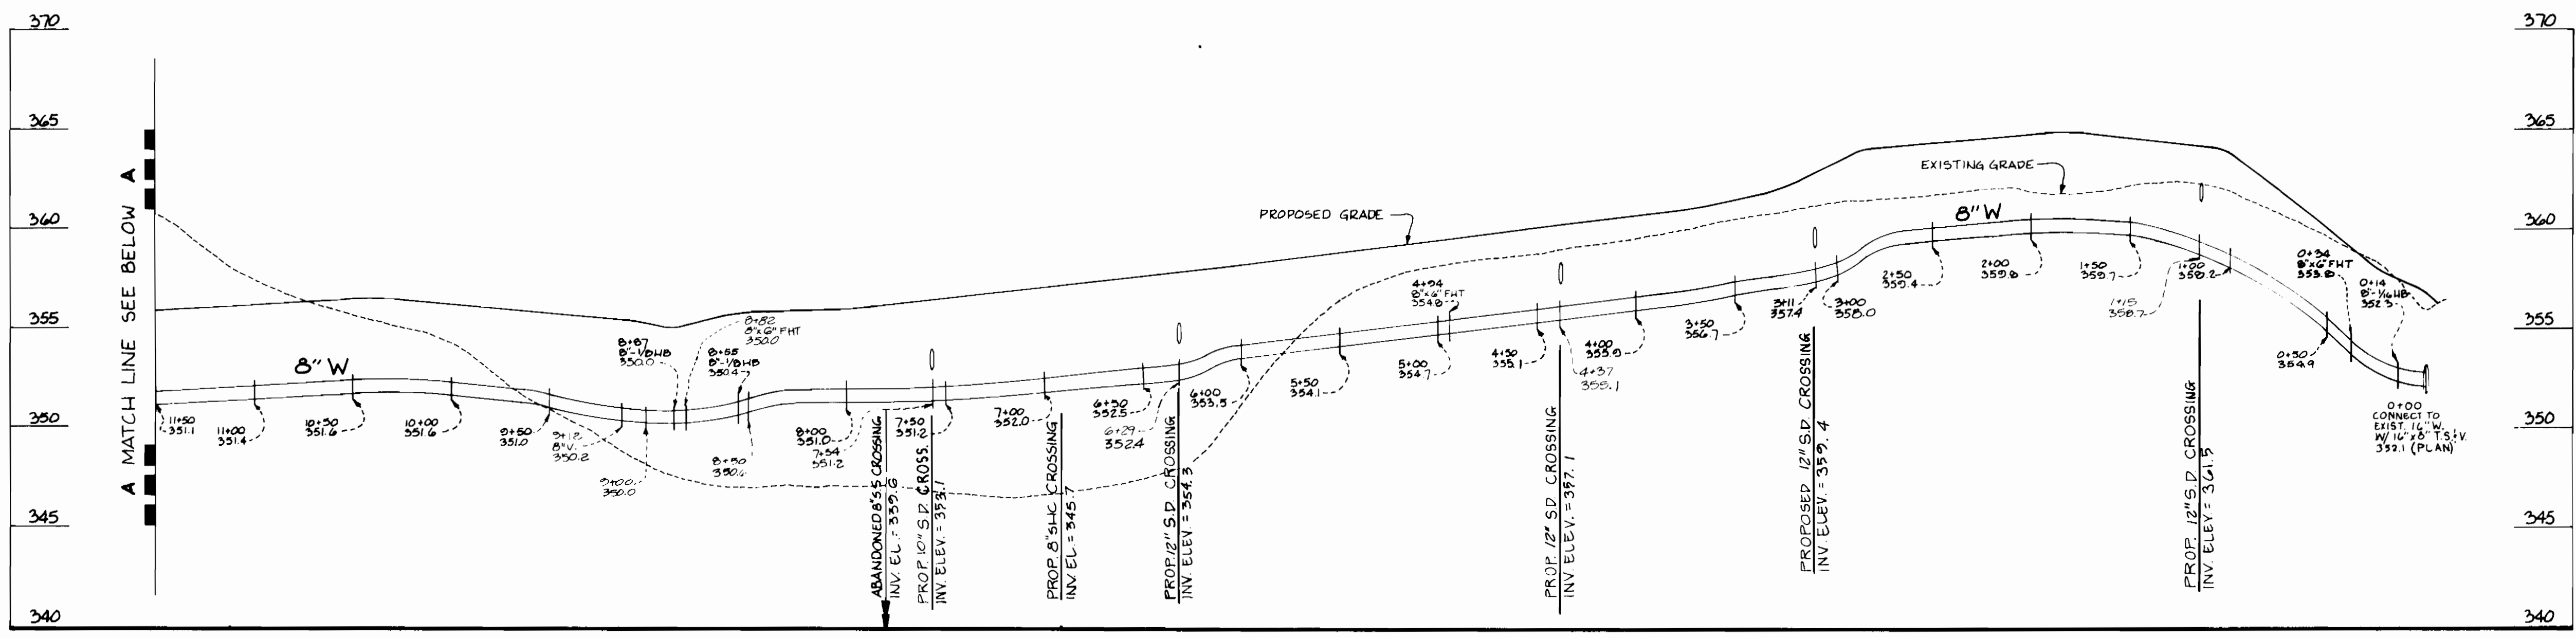 370
365
360
355
350
345
340
A MATCH LINE SEE BELOW A
8" W
11+50
351.1
11+00
351.4
10+50
351.6
10+00
351.6
9+50
351.0
9+12
8" V.
350.2
9+00
350.0
8+87
8"-1/8 HB
350.0
8+82
8"x6" FHT
350.0
8+55
8"-1/8 HB
350.4
8+50
8+00
351.0
7+54
351.2
ABANDONED 8" S.S CROSSING
INV. EL. = 339.6
7+50
351.2
PROP. 10" S.D. CROSS.
INV. ELEV. = 353.1
7+00
352.0
PROP. 8" SHC CROSSING
INV. EL. = 345.7
6+50
352.5
6+29
352.4
PROP. 12" S.D. CROSSING
INV. ELEV. = 354.3
6+00
353.5
5+50
354.1
PROPOSED GRADE
5+00
354.7
4+94
8"x6" FHT
354.8
4+50
355.1
4+37
355.1
PROP. 12" SD CROSSING
INV. ELEV. = 357.1
4+00
355.9
3+50
356.7
3+11
357.4
PROPOSED 12" S.D CROSSING
INV. ELEV. = 359.4
3+00
358.0
2+50
359.4
EXISTING GRADE
8" W
2+00
359.8
1+50
359.7
1+15
358.7
1+00
358.2
PROP. 12" S.D. CROSSING
INV. ELEV. = 361.5
0+50
354.9
0+34
8"x6" FHT
353.8
0+14
8"-1/16 HB
352.3
0+00
CONNECT TO
EXIST. 16" W.
W/ 16"x8" T.S.&V.
352.1 (PLAN)
370
365
360
355
350
345
340